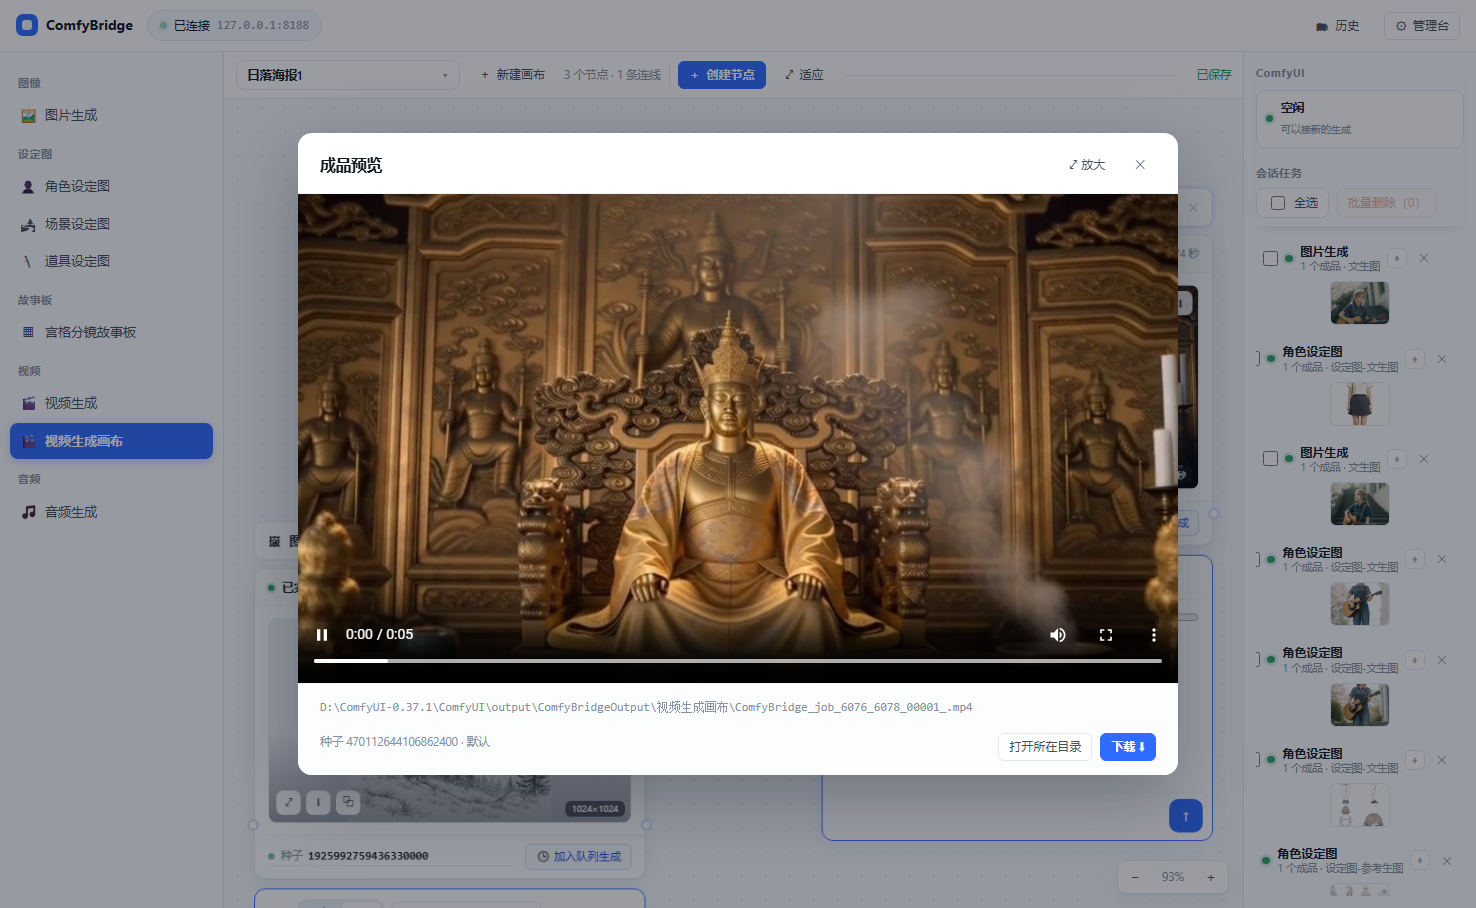 ComfyBridge
已连接 127.0.0.1:8188
历史
管理台
图像
图片生成
设定图
角色设定图
场景设定图
道具设定图
故事板
宫格分镜故事板
视频
视频生成
视频生成画布
音频
音频生成
日落海报1
+ 新建画布
3 个节点 · 1 条连线
+ 创建节点
适应
已保存
成品预览
放大
0:00 / 0:05
D:\ComfyUI-0.37.1\ComfyUI\output\ComfyBridgeOutput\视频生成画布\ComfyBridge_job_6076_6078_00001_.mp4
种子 470112644106862400 · 默认
打开所在目录
下载
秒
成
1024×1024
种子 1925992759436330000
加入队列生成
− 93% +
ComfyUI
空闲
可以接新的生成
会话任务
全选
批量删除 (0)
图片生成
1 个成品 · 文生图
角色设定图
1 个成品 · 设定图-文生图
图片生成
1 个成品 · 文生图
角色设定图
1 个成品 · 设定图-文生图
角色设定图
1 个成品 · 设定图-文生图
角色设定图
1 个成品 · 设定图-文生图
角色设定图
1 个成品 · 设定图-参考生图